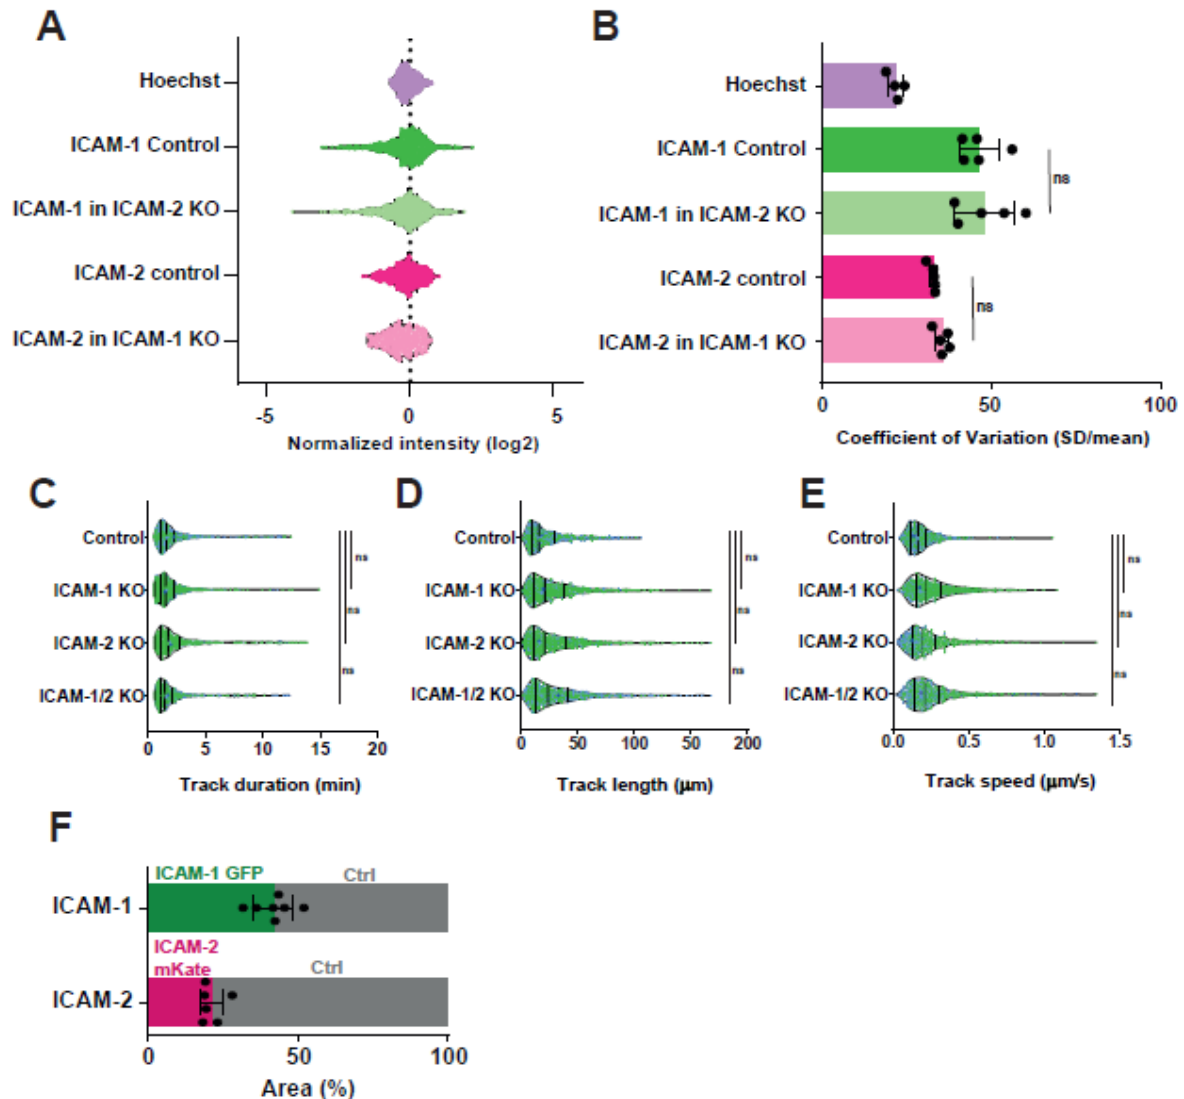 A
Hoechst
ICAM-1 Control
ICAM-1 in ICAM-2 KO
ICAM-2 control
ICAM-2 in ICAM-1 KO
-5
0
5
Normalized intensity (log2)
B
Hoechst
ICAM-1 Control
ICAM-1 in ICAM-2 KO
ICAM-2 control
ICAM-2 in ICAM-1 KO
ns
ns
0
50
100
Coefficient of Variation (SD/mean)
C
Control
ICAM-1 KO
ICAM-2 KO
ICAM-1/2 KO
ns
ns
ns
0
5
10
15
20
Track duration (min)
D
Control
ICAM-1 KO
ICAM-2 KO
ICAM-1/2 KO
ns
ns
ns
0
50
100
150
200
Track length (μm)
E
Control
ICAM-1 KO
ICAM-2 KO
ICAM-1/2 KO
ns
ns
ns
0.0
0.5
1.0
1.5
Track speed (μm/s)
F
ICAM-1 GFP
Ctrl
ICAM-1
ICAM-2
mKate
Ctrl
ICAM-2
0
50
100
Area (%)